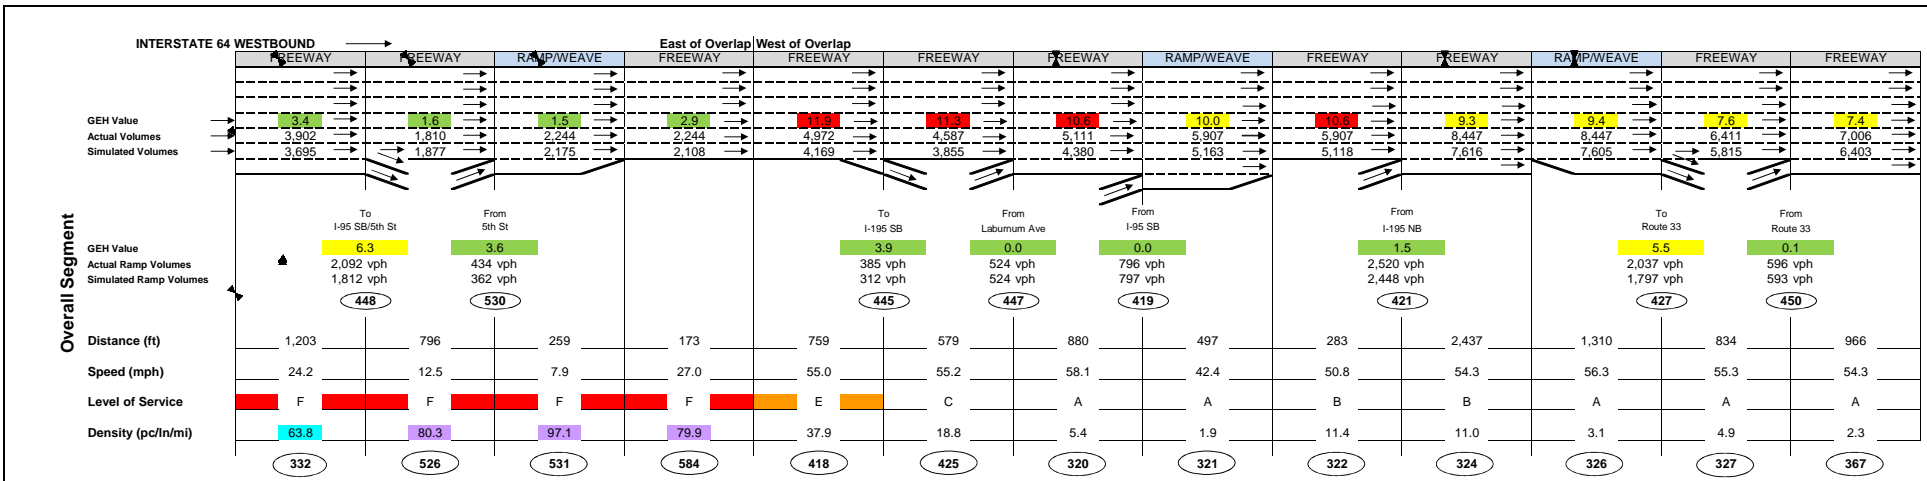 INTERSTATE 64 WESTBOUND East of Overlap West of Overlap
FREEWAY FREEWAY RAMP/WEAVE FREEWAY FREEWAY FREEWAY FREEWAY RAMP/WEAVE FREEWAY FREEWAY RAMP/WEAVE FREEWAY FREEWAY
GEH Value 3.4 1.6 1.5 2.9 11.9 11.3 10.6 10.0 10.6 9.3 9.4 7.6 7.4
Actual Volumes 3,902 1,810 2,244 2,244 4,972 4,587 5,111 5,907 5,907 8,447 8,447 6,411 7,006
Simulated Volumes 3,695 1,877 2,175 2,108 4,169 3,855 4,380 5,163 5,118 7,616 7,605 5,815 6,403
To From To From From From To From
I-95 SB/5th St 5th St I-195 SB Laburnum Ave I-95 SB I-195 NB Route 33 Route 33
GEH Value 6.3 3.6 3.9 0.0 0.0 1.5 5.5 0.1
Actual Ramp Volumes 2,092 vph 434 vph 385 vph 524 vph 796 vph 2,520 vph 2,037 vph 596 vph
Simulated Ramp Volumes 1,812 vph 362 vph 312 vph 524 vph 797 vph 2,448 vph 1,797 vph 593 vph
448 530 445 447 419 421 427 450
Overall Segment
Distance (ft) 1,203 796 259 173 759 579 880 497 283 2,437 1,310 834 966
Speed (mph) 24.2 12.5 7.9 27.0 55.0 55.2 58.1 42.4 50.8 54.3 56.3 55.3 54.3
Level of Service F F F F E C A A B B A A A
Density (pc/ln/mi) 63.8 80.3 97.1 79.9 37.9 18.8 5.4 1.9 11.4 11.0 3.1 4.9 2.3
332 526 531 584 418 425 320 321 322 324 326 327 367